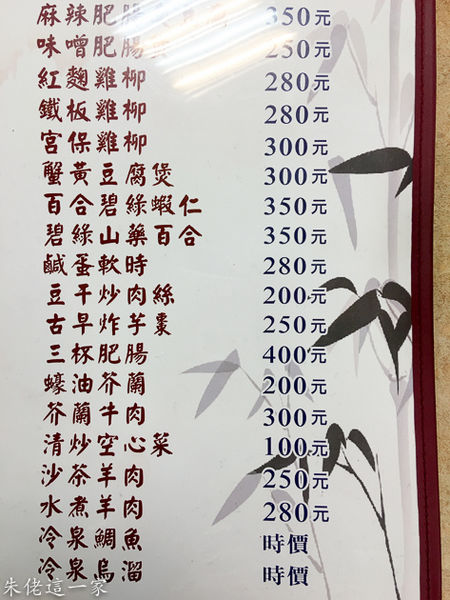 麻辣肥腸 350元
味噌肥腸 250元
紅麴雞柳 280元
鐵板雞柳 280元
宮保雞柳 300元
蟹黃豆腐煲 300元
百合碧綠蝦仁 350元
碧綠山藥百合 350元
鹹蛋軟時 280元
豆干炒肉絲 200元
古早炸芋棗 250元
三杯肥腸 400元
蠔油芥蘭 200元
芥蘭牛肉 300元
清炒空心菜 100元
沙茶羊肉 250元
水煮羊肉 280元
冷泉鯛魚 時價
冷泉烏溜 時價
朱佬這一家